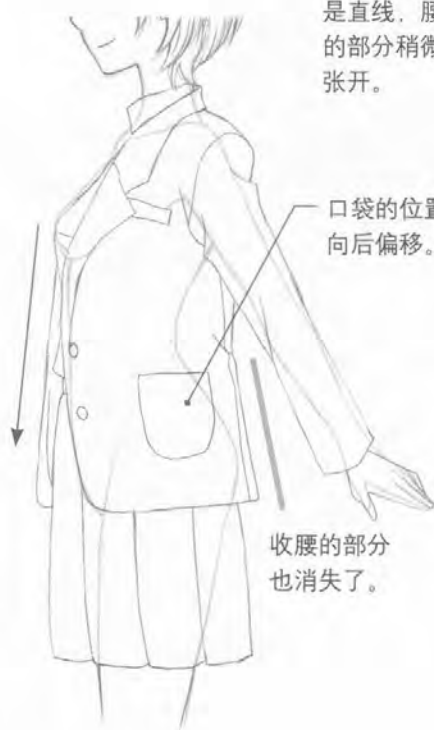 是直线，腰
的部分稍微
张开。
口袋的位置
向后偏移。
收腰的部分
也消失了。